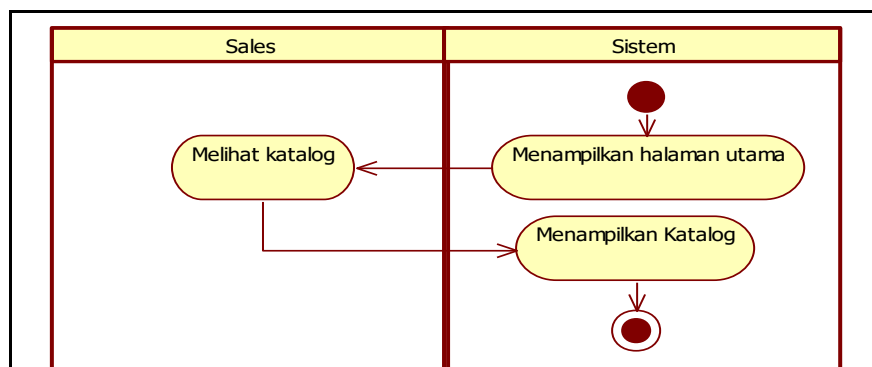 Sales
Sistem
Melihat katalog
Menampilkan halaman utama
Menampilkan Katalog